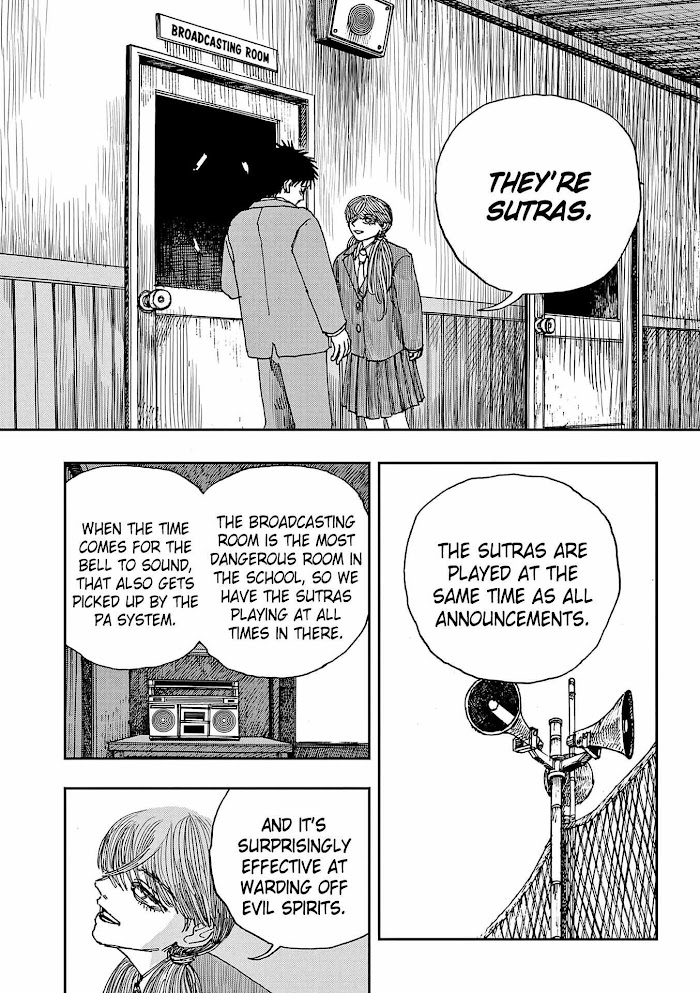 BROADCASTING ROOM
THEY'RE
SUTRAS.
THE SUTRAS ARE
PLAYED AT THE
SAME TIME AS ALL
ANNOUNCEMENTS.
THE BROADCASTING
ROOM IS THE MOST
DANGEROUS ROOM IN
THE SCHOOL, SO WE
HAVE THE SUTRAS
PLAYING AT ALL
TIMES IN THERE.
WHEN THE TIME
COMES FOR THE
BELL TO SOUND,
THAT ALSO GETS
PICKED UP BY THE
PA SYSTEM.
AND IT'S
SURPRISINGLY
EFFECTIVE AT
WARDING OFF
EVIL SPIRITS.